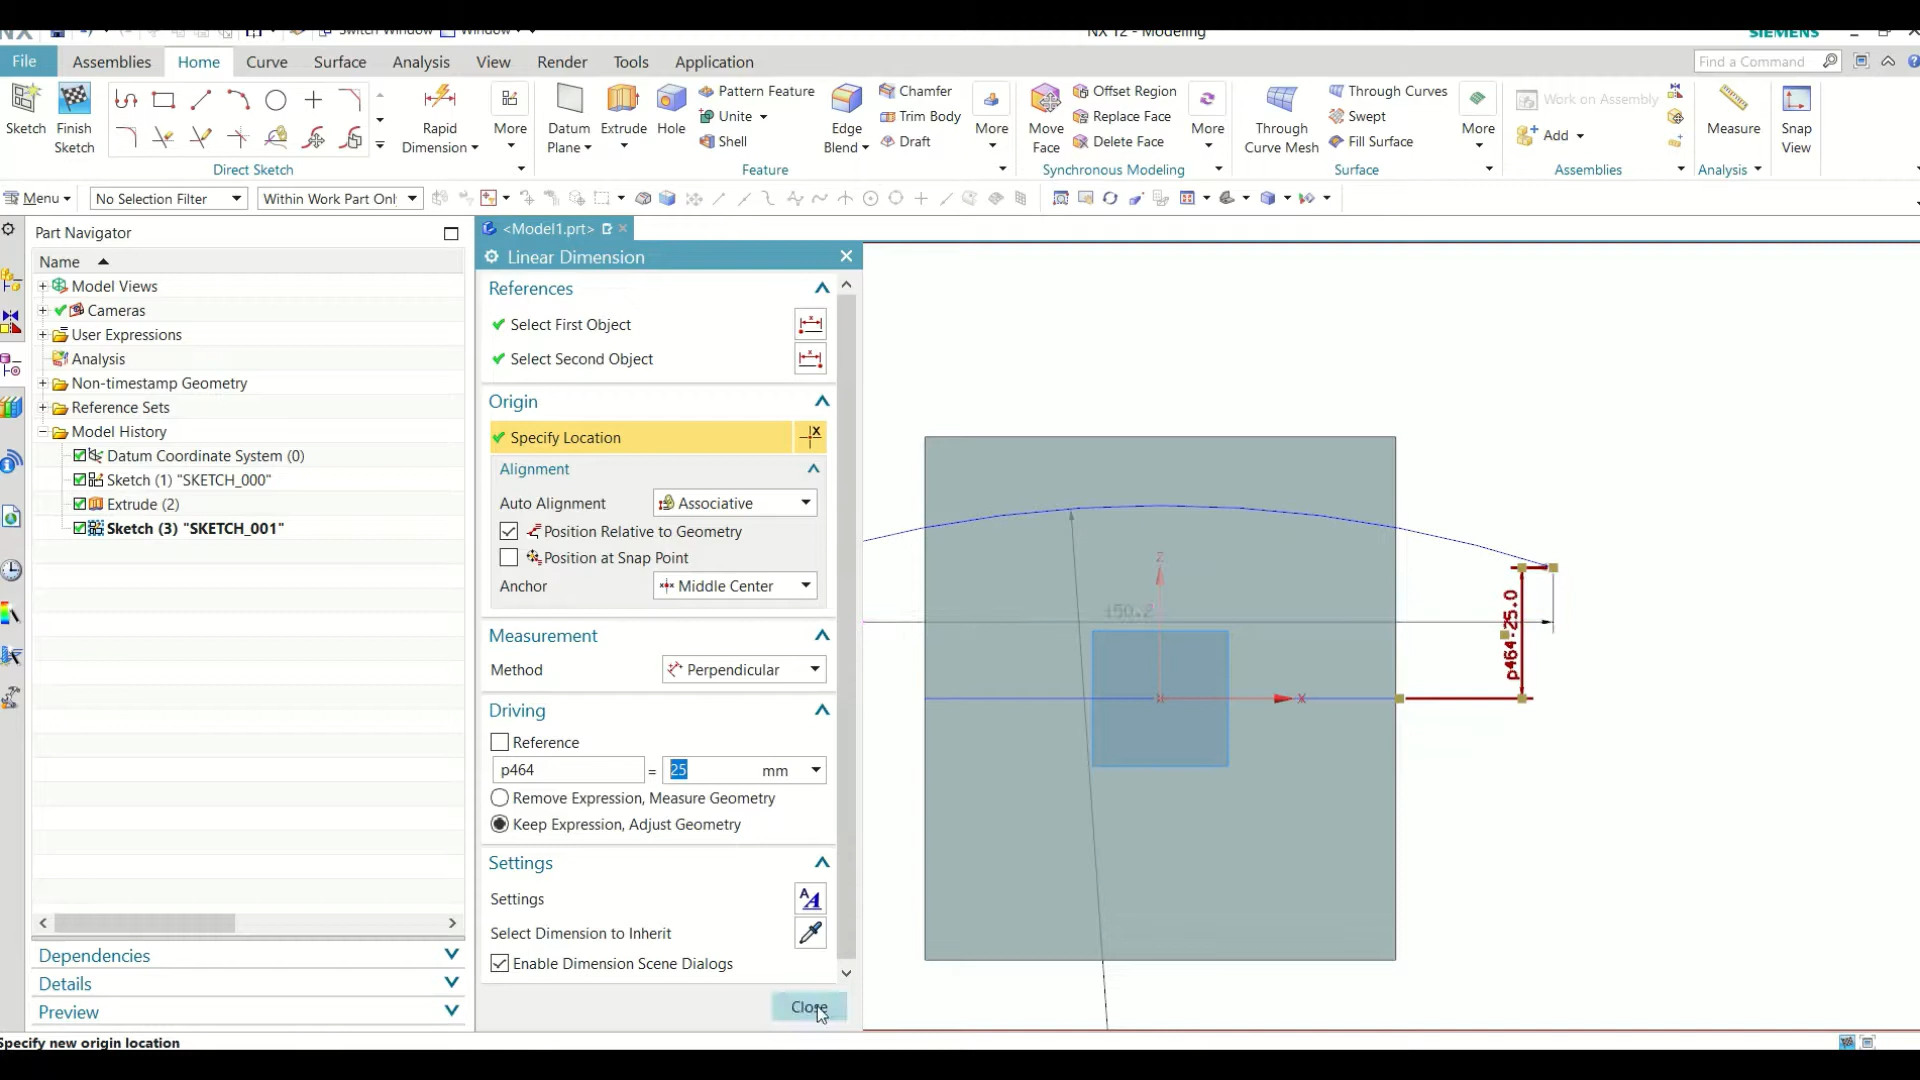 NX
Switch Window
Window
NX 12 - Modeling
SIEMENS
File
Assemblies
Home
Curve
Surface
Analysis
View
Render
Tools
Application
Find a Command
Sketch
Finish
Sketch
Rapid
Dimension
More
Direct Sketch
Datum
Plane
Extrude
Hole
Pattern Feature
Unite
Shell
Edge
Blend
Chamfer
Trim Body
Draft
More
Feature
Move
Face
Offset Region
Replace Face
Delete Face
More
Synchronous Modeling
Through
Curve Mesh
Through Curves
Swept
Fill Surface
More
Surface
Work on Assembly
Add
Assemblies
Measure
Analysis
Snap
View
Menu
No Selection Filter
Within Work Part Onl
Part Navigator
Name
Model Views
Cameras
User Expressions
Analysis
Non-timestamp Geometry
Reference Sets
Model History
Datum Coordinate System (0)
Sketch (1) "SKETCH_000"
Extrude (2)
Sketch (3) "SKETCH_001"
Dependencies
Details
Preview
<Model1.prt>
Linear Dimension
References
Select First Object
Select Second Object
Origin
Specify Location
Alignment
Auto Alignment
Associative
Position Relative to Geometry
Position at Snap Point
Anchor
Middle Center
Measurement
Method
Perpendicular
Driving
Reference
p464
=
25
mm
Remove Expression, Measure Geometry
Keep Expression, Adjust Geometry
Settings
Settings
Select Dimension to Inherit
Enable Dimension Scene Dialogs
Close
Z
X
p464:25.0
Specify new origin location